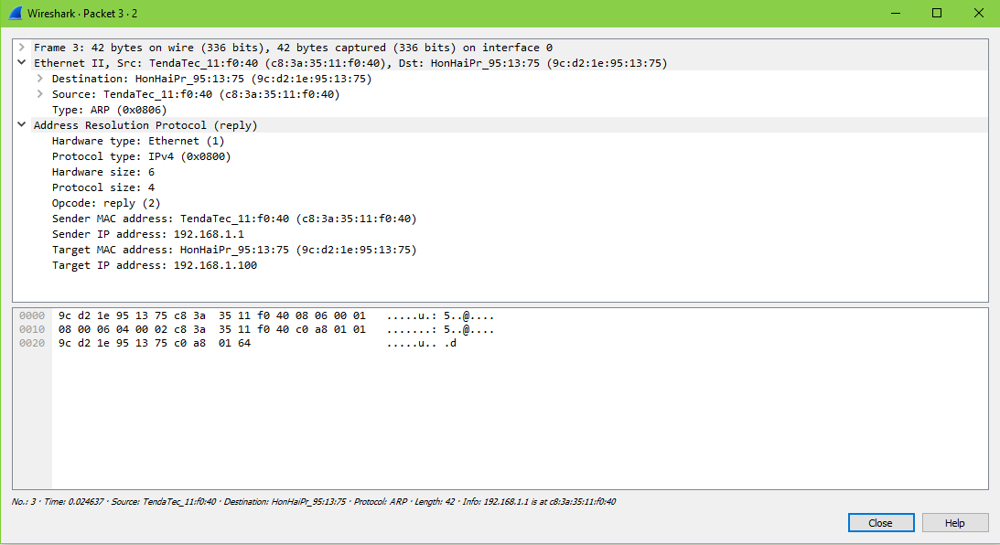 Wireshark · Packet 3 · 2
Frame 3: 42 bytes on wire (336 bits), 42 bytes captured (336 bits) on interface 0
Ethernet II, Src: TendaTec_11:f0:40 (c8:3a:35:11:f0:40), Dst: HonHaiPr_95:13:75 (9c:d2:1e:95:13:75)
Destination: HonHaiPr_95:13:75 (9c:d2:1e:95:13:75)
Source: TendaTec_11:f0:40 (c8:3a:35:11:f0:40)
Type: ARP (0x0806)
Address Resolution Protocol (reply)
Hardware type: Ethernet (1)
Protocol type: IPv4 (0x0800)
Hardware size: 6
Protocol size: 4
Opcode: reply (2)
Sender MAC address: TendaTec_11:f0:40 (c8:3a:35:11:f0:40)
Sender IP address: 192.168.1.1
Target MAC address: HonHaiPr_95:13:75 (9c:d2:1e:95:13:75)
Target IP address: 192.168.1.100
0000 9c d2 1e 95 13 75 c8 3a 35 11 f0 40 08 06 00 01 .....u.: 5..@....
0010 08 00 06 04 00 02 c8 3a 35 11 f0 40 c0 a8 01 01 .......: 5..@....
0020 9c d2 1e 95 13 75 c0 a8 01 64 .....u.. .d
No.: 3 · Time: 0.024637 · Source: TendaTec_11:f0:40 · Destination: HonHaiPr_95:13:75 · Protocol: ARP · Length: 42 · Info: 192.168.1.1 is at c8:3a:35:11:f0:40
Close Help